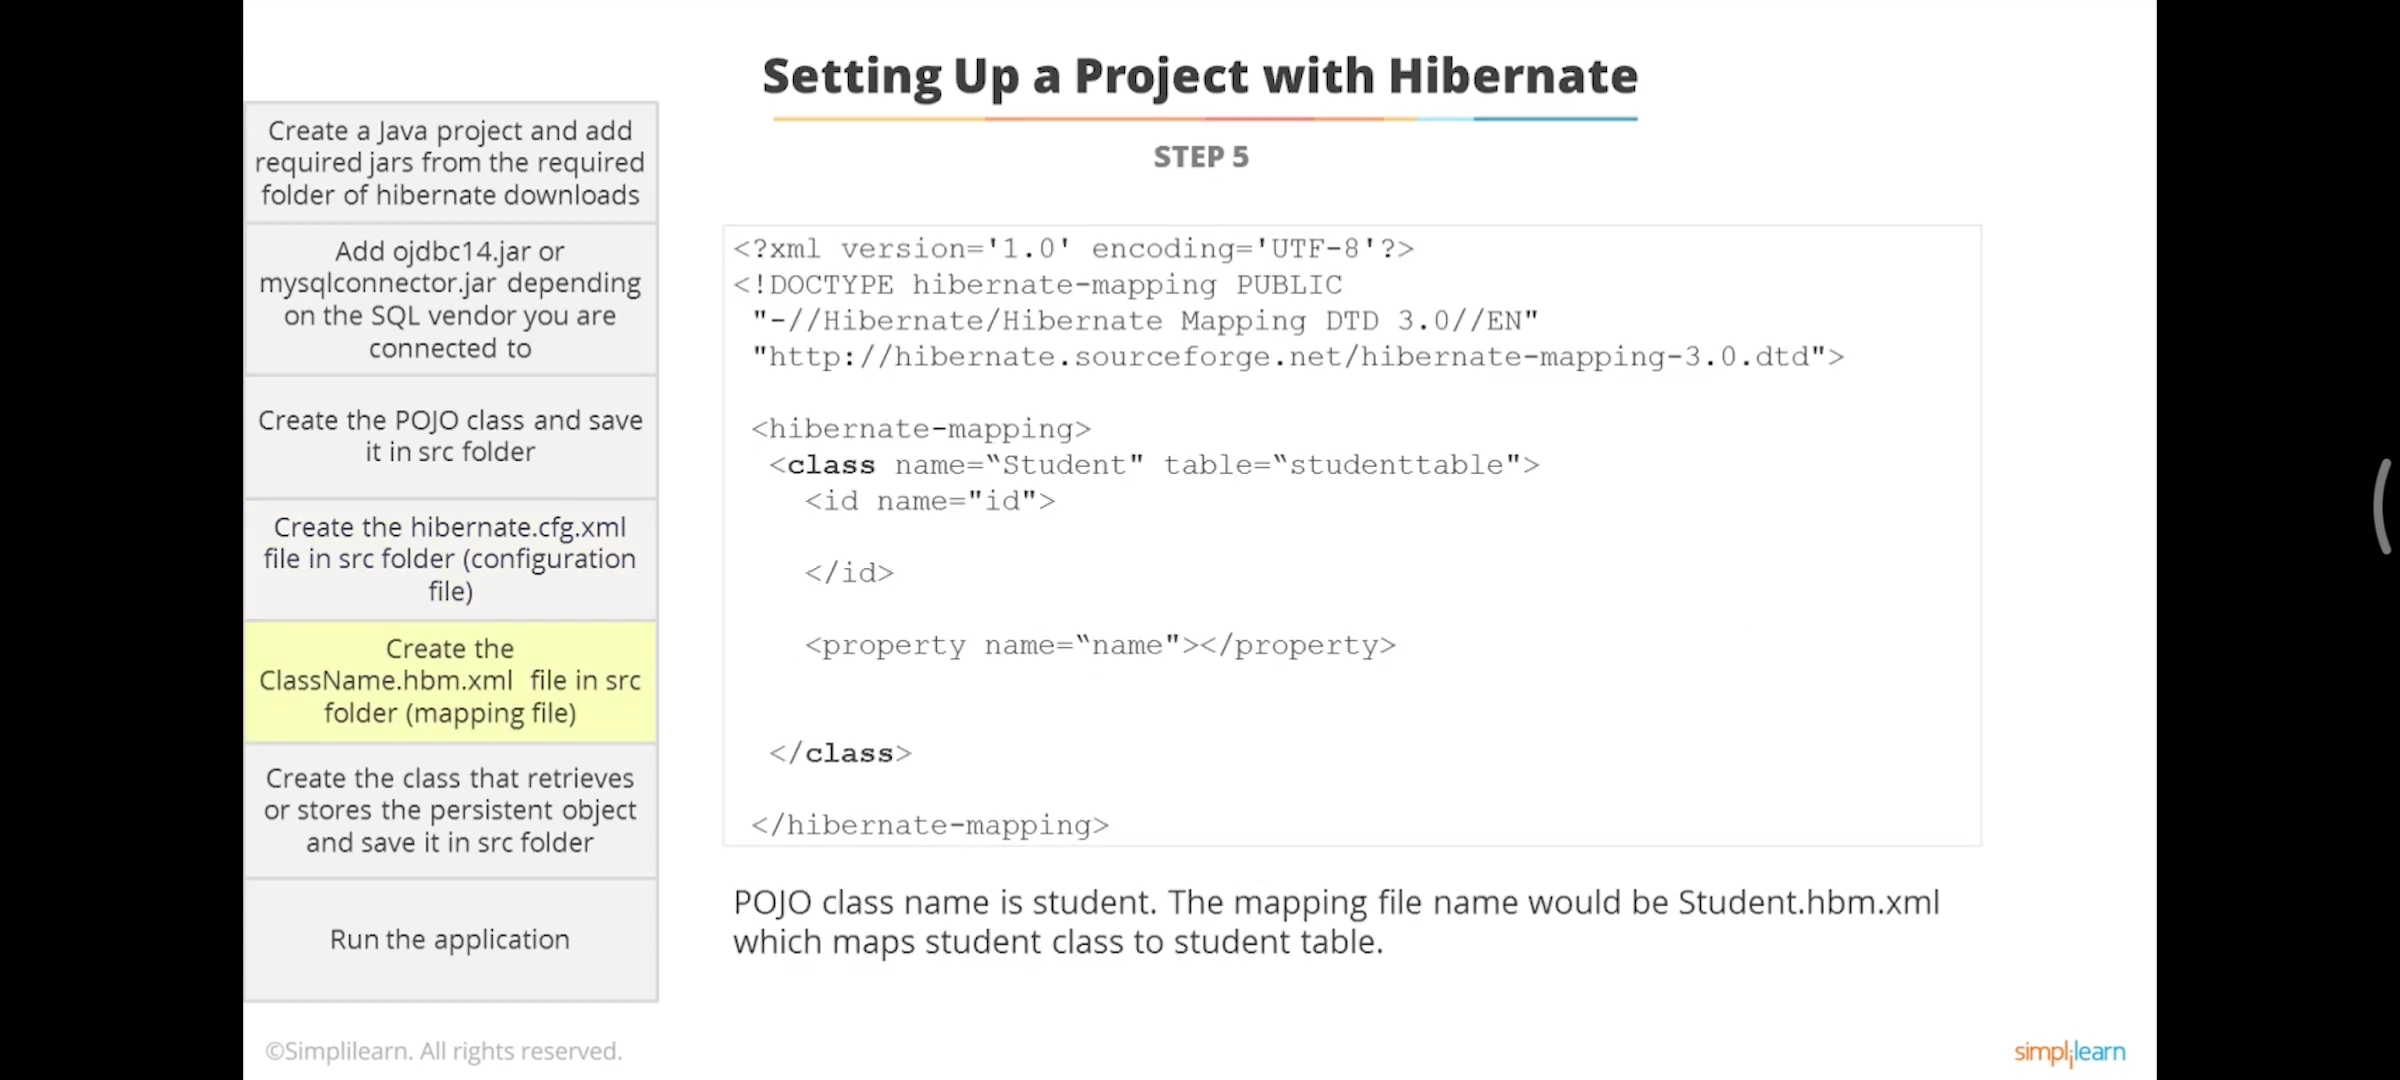 Setting Up a Project with Hibernate
STEP 5
Create a Java project and add
required jars from the required
folder of hibernate downloads
Add ojdbc14.jar or
mysqlconnector.jar depending
on the SQL vendor you are
connected to
Create the POJO class and save
it in src folder
Create the hibernate.cfg.xml
file in src folder (configuration
file)
Create the
ClassName.hbm.xml  file in src
folder (mapping file)
Create the class that retrieves
or stores the persistent object
and save it in src folder
Run the application
<?xml version='1.0' encoding='UTF-8'?>
<!DOCTYPE hibernate-mapping PUBLIC
"-//Hibernate/Hibernate Mapping DTD 3.0//EN"
"http://hibernate.sourceforge.net/hibernate-mapping-3.0.dtd">
<hibernate-mapping>
<class name=“Student" table=“studenttable">
<id name="id">
</id>
<property name=“name"></property>
</class>
</hibernate-mapping>
POJO class name is student. The mapping file name would be Student.hbm.xml
which maps student class to student table.
©Simplilearn. All rights reserved.
simplilearn